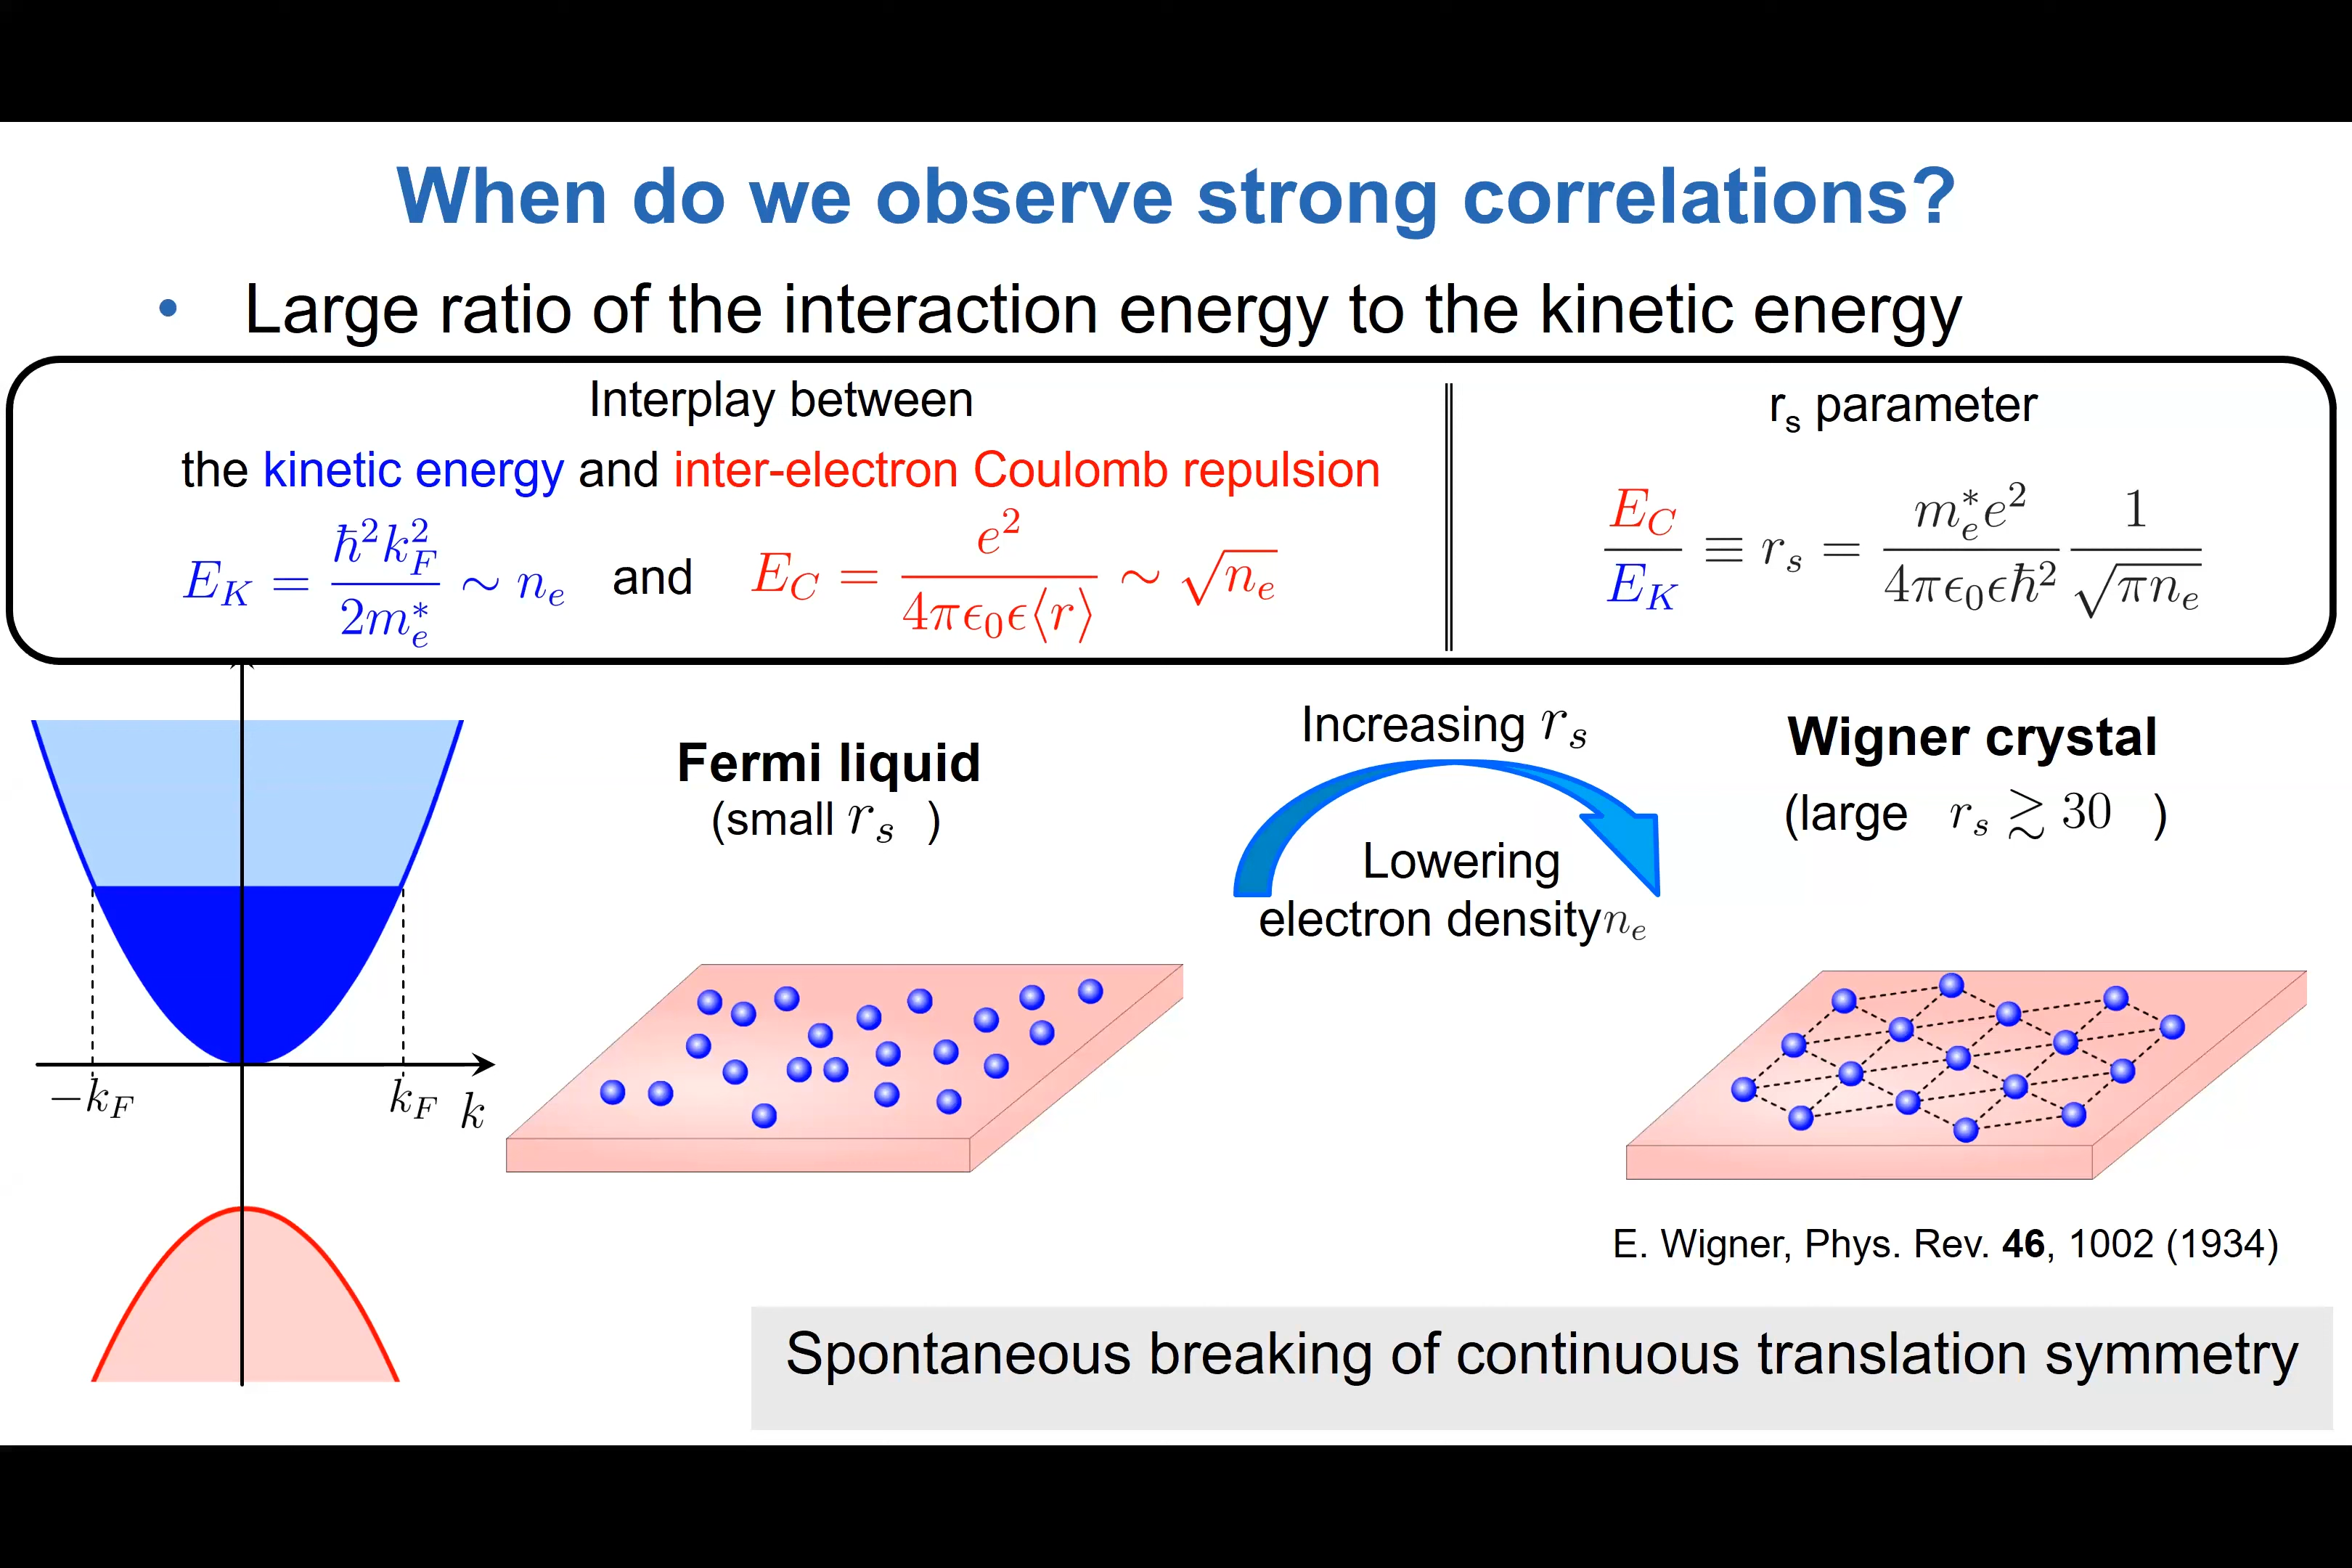 When do we observe strong correlations?
• Large ratio of the interaction energy to the kinetic energy
Interplay between
the kinetic energy and inter-electron Coulomb repulsion
E_K = ħ²k_F²/2m_e* ~ n_e and E_C = e²/4πϵ₀ϵ⟨r⟩ ~ √n_e
r_s parameter
E_C/E_K ≡ r_s = m_e*e²/4πϵ₀ϵħ² 1/√πn_e
-k_F k_F k
Fermi liquid
(small r_s )
Increasing r_s
Lowering
electron density n_e
Wigner crystal
(large r_s ≳ 30 )
E. Wigner, Phys. Rev. 46, 1002 (1934)
Spontaneous breaking of continuous translation symmetry